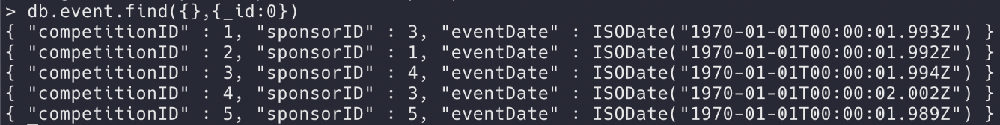 > db.event.find({},{_id:0})
{ "competitionID" : 1, "sponsorID" : 3, "eventDate" : ISODate("1970-01-01T00:00:01.993Z") }
{ "competitionID" : 2, "sponsorID" : 1, "eventDate" : ISODate("1970-01-01T00:00:01.992Z") }
{ "competitionID" : 3, "sponsorID" : 4, "eventDate" : ISODate("1970-01-01T00:00:01.994Z") }
{ "competitionID" : 4, "sponsorID" : 3, "eventDate" : ISODate("1970-01-01T00:00:02.002Z") }
{ "competitionID" : 5, "sponsorID" : 5, "eventDate" : ISODate("1970-01-01T00:00:01.989Z") }